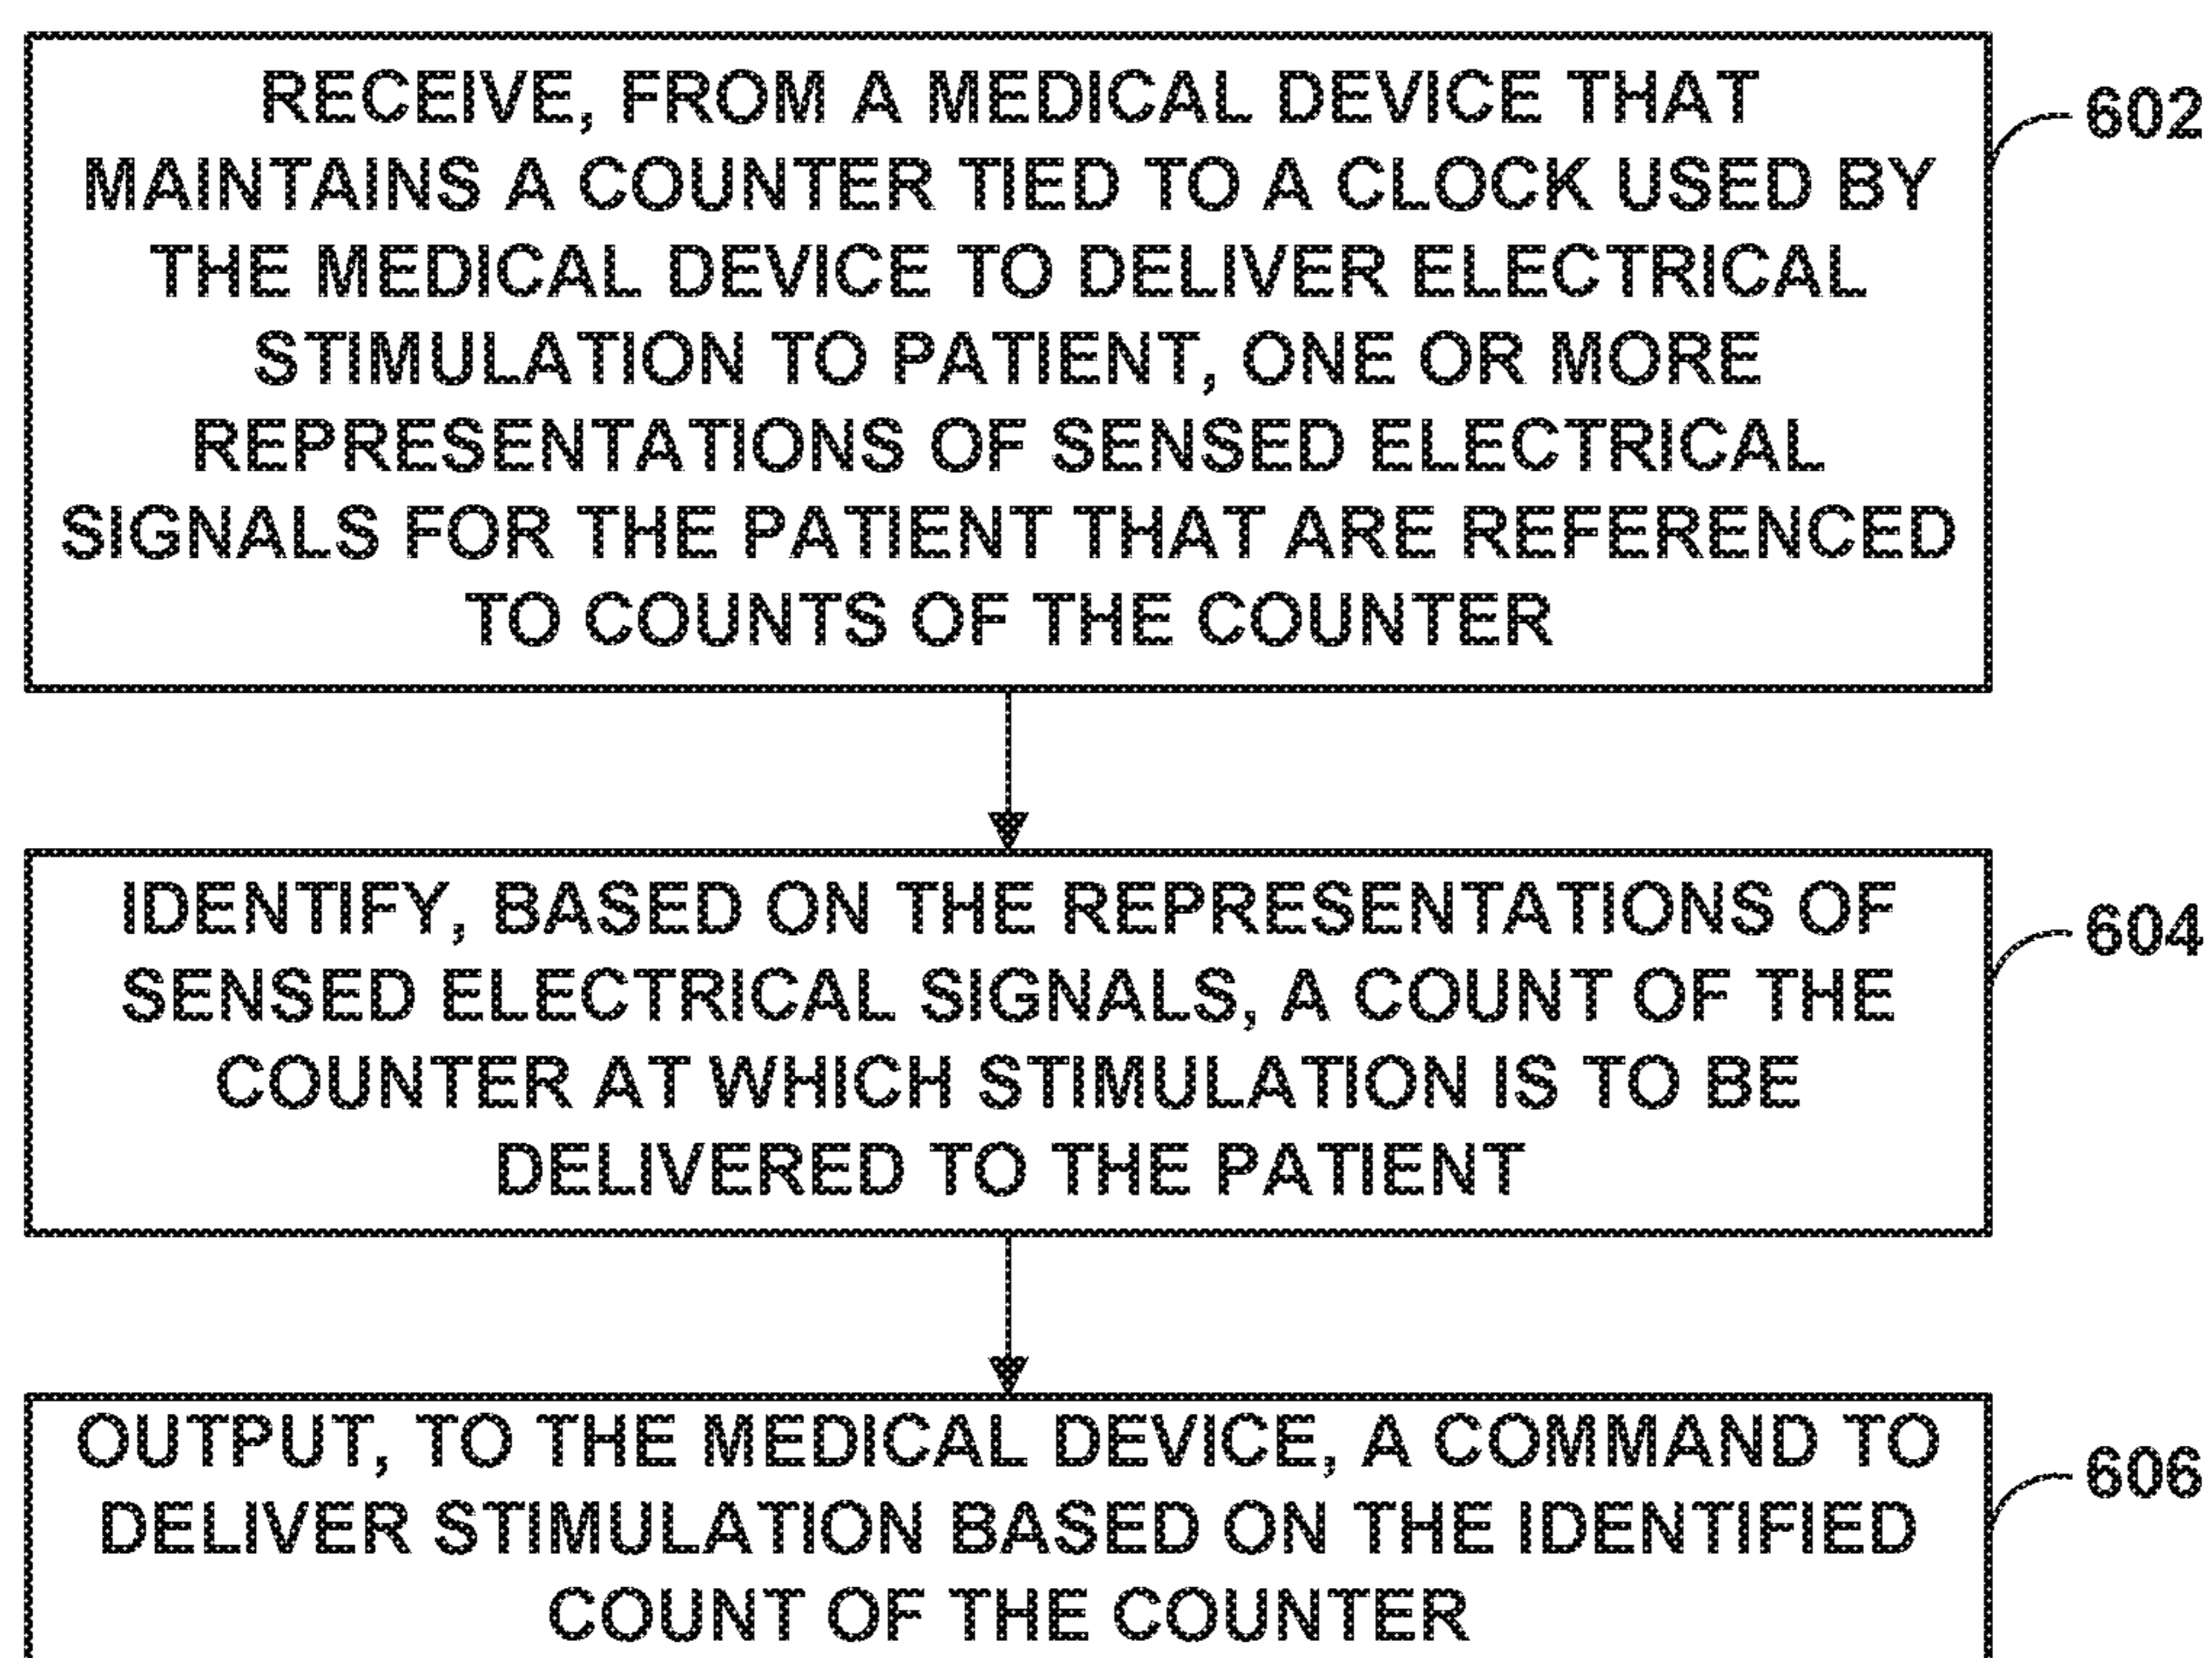 RECEIVE, FROM A MEDICAL DEVICE THAT
602
MAINTAINS A COUNTER TIED TO A CLOCK USED BY
THE MEDICAL DEVICE TO DELIVER ELECTRICAL
STIMULATION TO PATIENT, ONE OR MORE
REPRESENTATIONS OF SENSED ELECTRICAL
SIGNALS FOR THE PATIENT THAT ARE REFERENCED
TO COUNTS OF THE COUNTER
IDENTIFY, BASED ON THE REPRESENTATIONS OF
604
SENSED ELECTRICAL SIGNALS, A COUNT OF THE
COUNTER AT WHICH STIMULATION IS TO BE
DELIVERED TO THE PATIENT
OUTPUT, TO THE MEDICAL DEVICE, A COMMAND TO
606
DELIVER STIMULATION BASED ON THE IDENTIFIED
COUNT OF THE COUNTER